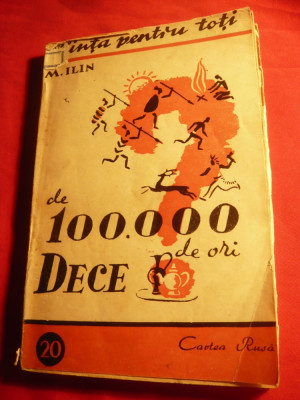 ința pentru toți
M. ILIN
de
100.000
de ori
DECE ?
20
Cartea Rusă